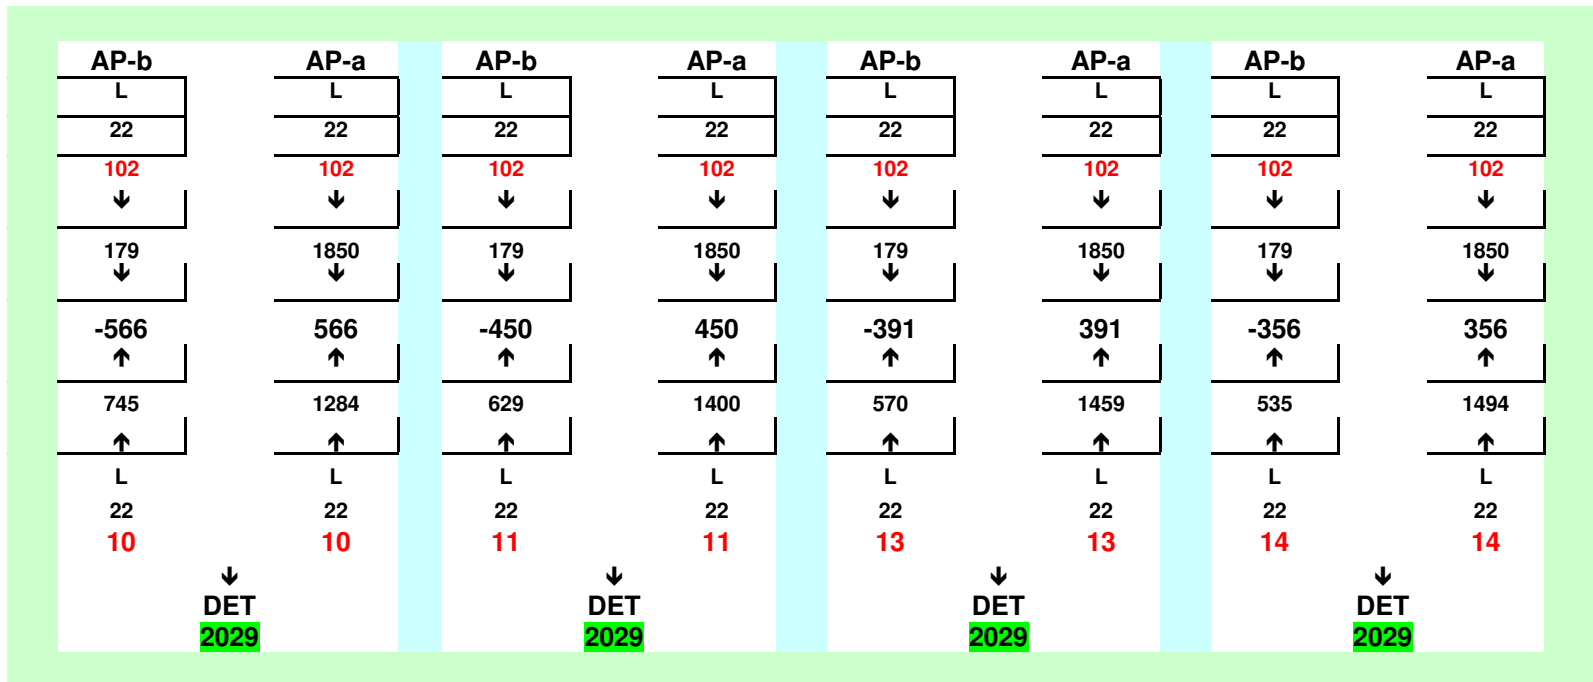 AP-b AP-a AP-b AP-a AP-b AP-a AP-b AP-a
L L L L L L L L
22 22 22 22 22 22 22 22
102 102 102 102 102 102 102 102
↓ ↓ ↓ ↓ ↓ ↓ ↓ ↓
179 1850 179 1850 179 1850 179 1850
↓ ↓ ↓ ↓ ↓ ↓ ↓ ↓
-566 566 -450 450 -391 391 -356 356
↑ ↑ ↑ ↑ ↑ ↑ ↑ ↑
745 1284 629 1400 570 1459 535 1494
↑ ↑ ↑ ↑ ↑ ↑ ↑ ↑
L L L L L L L L
22 22 22 22 22 22 22 22
10 10 11 11 13 13 14 14
↓ ↓ ↓ ↓
DET DET DET DET
2029 2029 2029 2029